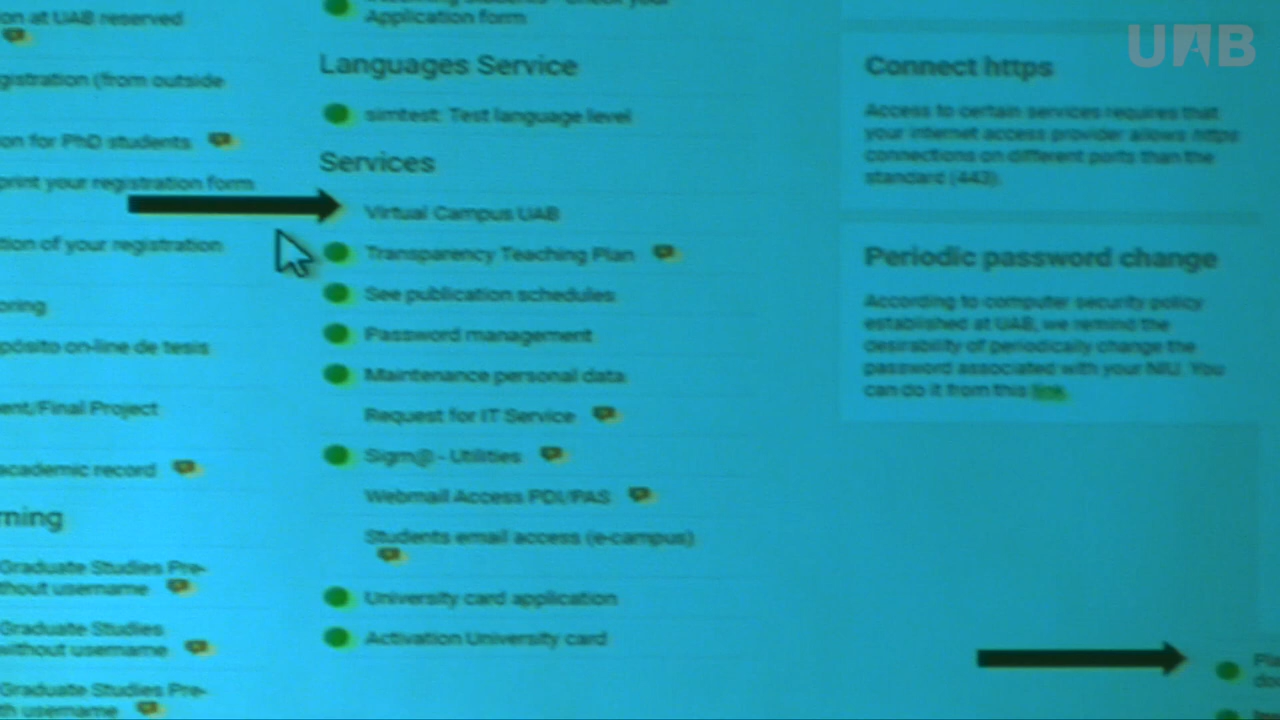 on at UAB reserved
gistration (from outside
on for PhD students
print your registration form
tion of your registration
oring
pósito on-line de tesis
ent/Final Project
academic record
rning
Graduate Studies Pre-
thout username
Graduate Studies
without username
Graduate Studies Pre-
th username
Application form
Languages Service
simtest: Test language level
Services
Virtual Campus UAB
Transparency Teaching Plan
See publication schedules
Password management
Maintenance personal data
Request for IT Service
Sigm@ - Utilities
Webmail Access PDI/PAS
Students email access (e-campus)
University card application
Activation University card
UAB
Connect https
Access to certain services requires that
your internet access provider allows https
connections on different ports than the
standard (443).
Periodic password change
According to computer security policy
established at UAB, we remind the
desirability of periodically change the
password associated with your NIU. You
can do it from this link.